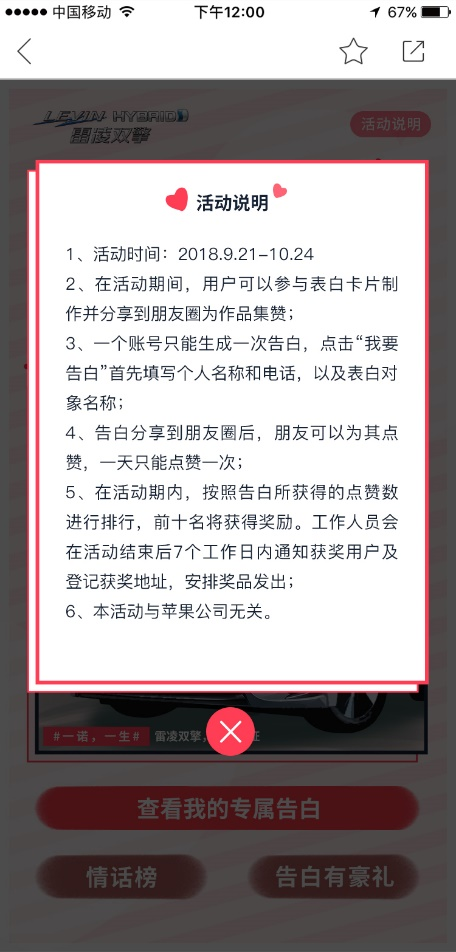 中国移动
下午12:00
67%
LEVIN HYBRID
雷凌双擎
活动说明
活动说明
1、活动时间：2018.9.21-10.24
2、在活动期间，用户可以参与表白卡片制
作并分享到朋友圈为作品集赞；
3、一个账号只能生成一次告白，点击“我要
告白”首先填写个人名称和电话，以及表白对
象名称；
4、告白分享到朋友圈后，朋友可以为其点
赞，一天只能点赞一次；
5、在活动期内，按照告白所获得的点赞数
进行排行，前十名将获得奖励。工作人员会
在活动结束后7个工作日内通知获奖用户及
登记获奖地址，安排奖品发出；
6、本活动与苹果公司无关。
#一诺，一生# 雷凌双擎，
查看我的专属告白
情话榜
告白有豪礼